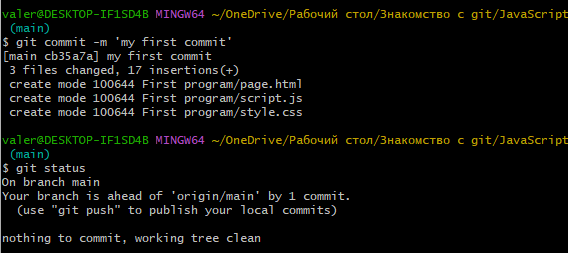 valer@DESKTOP-IF1SD4B MINGW64 ~/OneDrive/Рабочий стол/Знакомство с git/JavaScript
(main)
$ git commit -m 'my first commit'
[main cb35a7a] my first commit
3 files changed, 17 insertions(+)
create mode 100644 First program/page.html
create mode 100644 First program/script.js
create mode 100644 First program/style.css
valer@DESKTOP-IF1SD4B MINGW64 ~/OneDrive/Рабочий стол/Знакомство с git/JavaScript
(main)
$ git status
On branch main
Your branch is ahead of 'origin/main' by 1 commit.
(use "git push" to publish your local commits)
nothing to commit, working tree clean